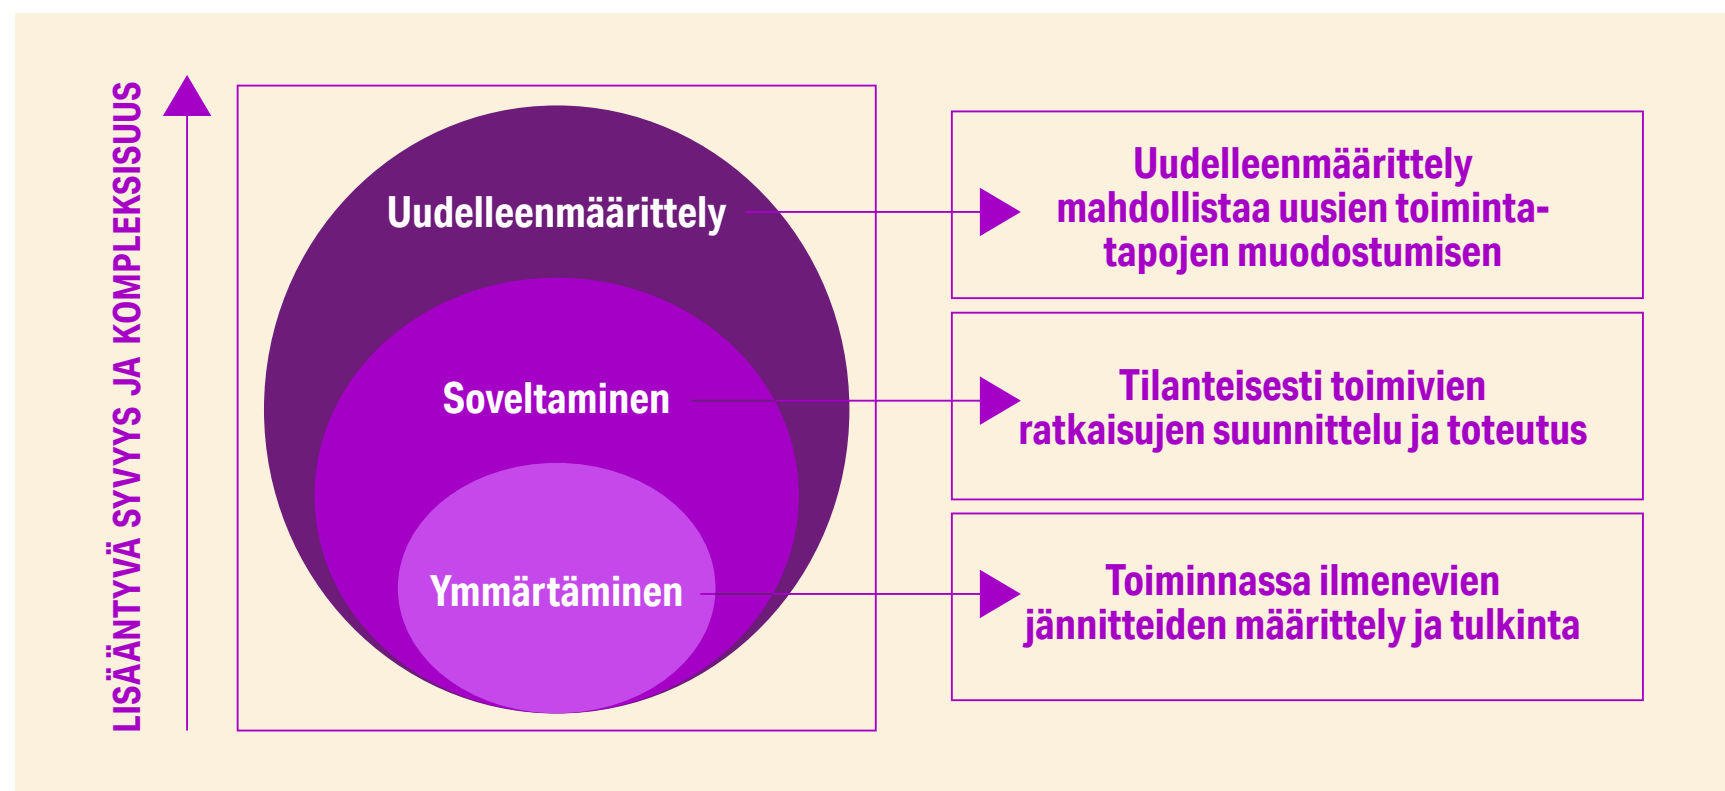 LISÄÄNTYVÄ SYVYYS JA KOMPLEKSISUUS
Uudelleenmäärittely
Soveltaminen
Ymmärtäminen
Uudelleenmäärittely
mahdollistaa uusien toiminta-
tapojen muodostumisen
Tilanteisesti toimivien
ratkaisujen suunnittelu ja toteutus
Toiminnassa ilmenevien
jännitteiden määrittely ja tulkinta